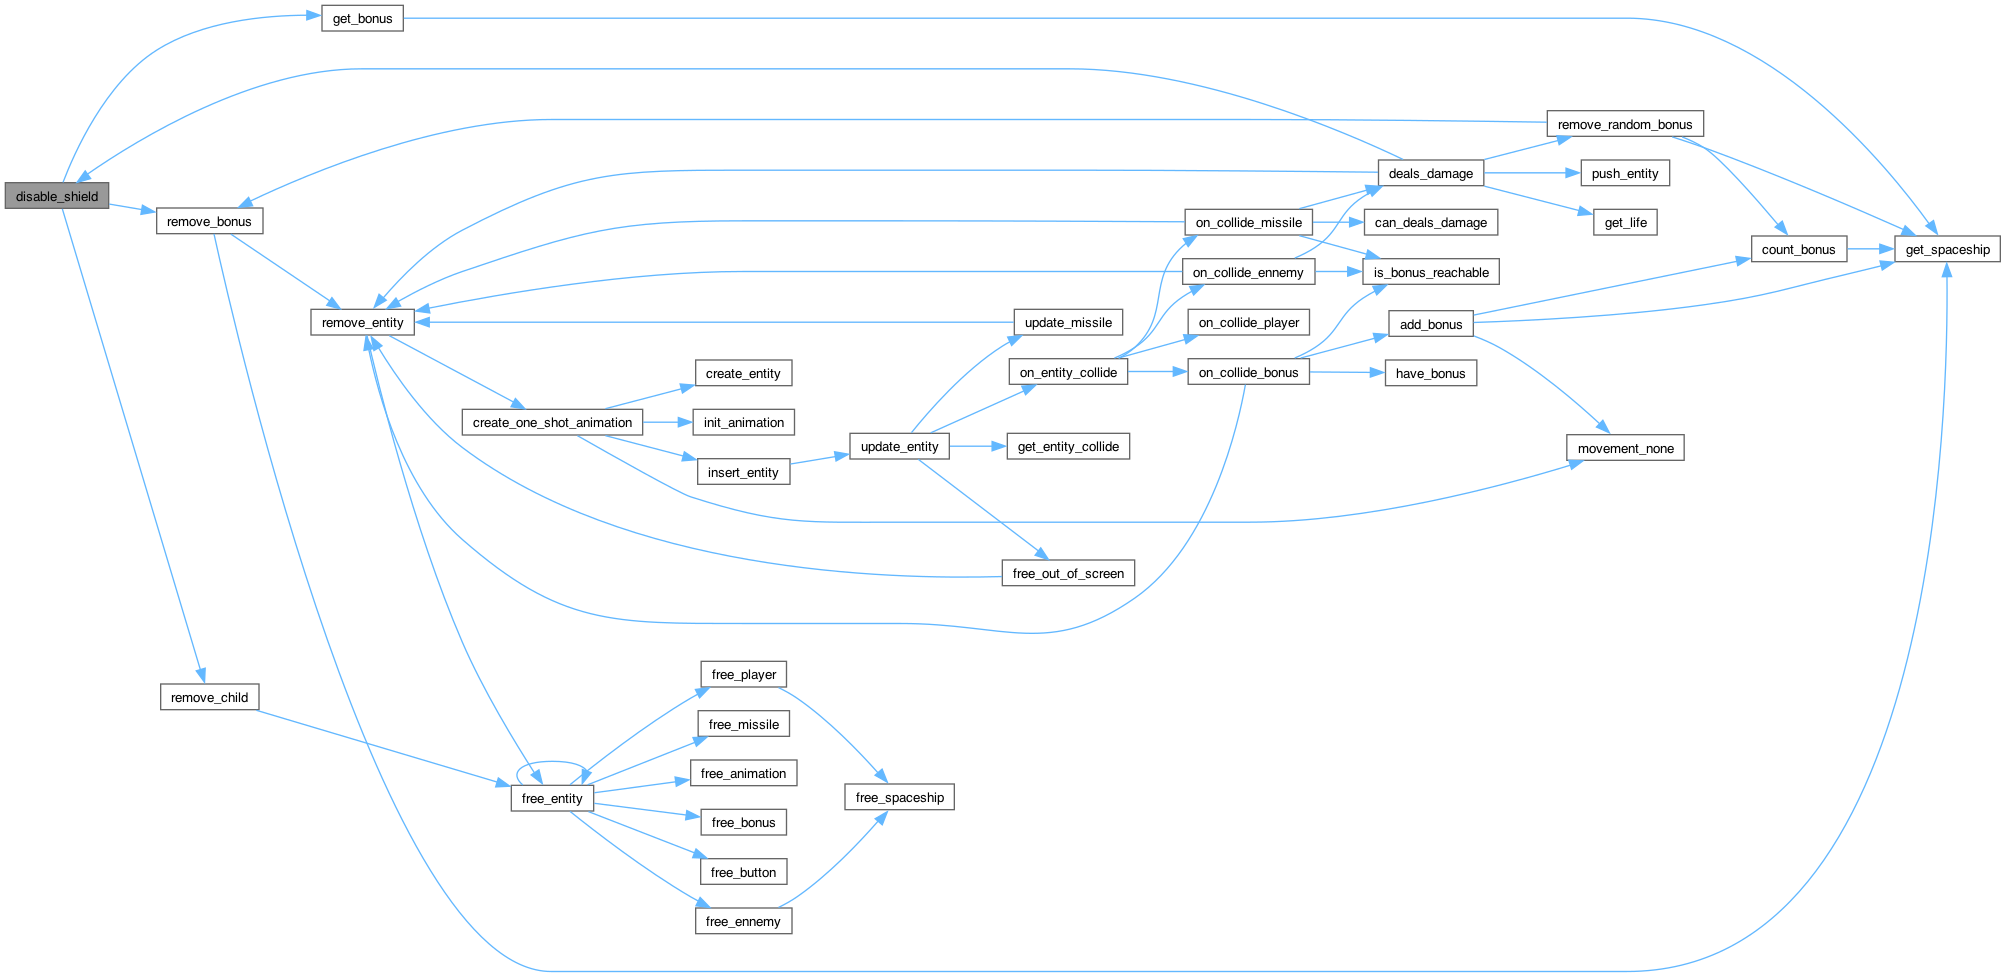 get_bonus
remove_random_bonus
deals_damage
push_entity
disable_shield
remove_bonus
on_collide_missile
can_deals_damage
get_life
count_bonus
get_spaceship
on_collide_ennemy
is_bonus_reachable
remove_entity
update_missile
on_collide_player
add_bonus
create_entity
on_entity_collide
on_collide_bonus
have_bonus
create_one_shot_animation
init_animation
update_entity
get_entity_collide
movement_none
insert_entity
free_out_of_screen
free_player
remove_child
free_missile
free_animation
free_entity
free_spaceship
free_bonus
free_button
free_ennemy